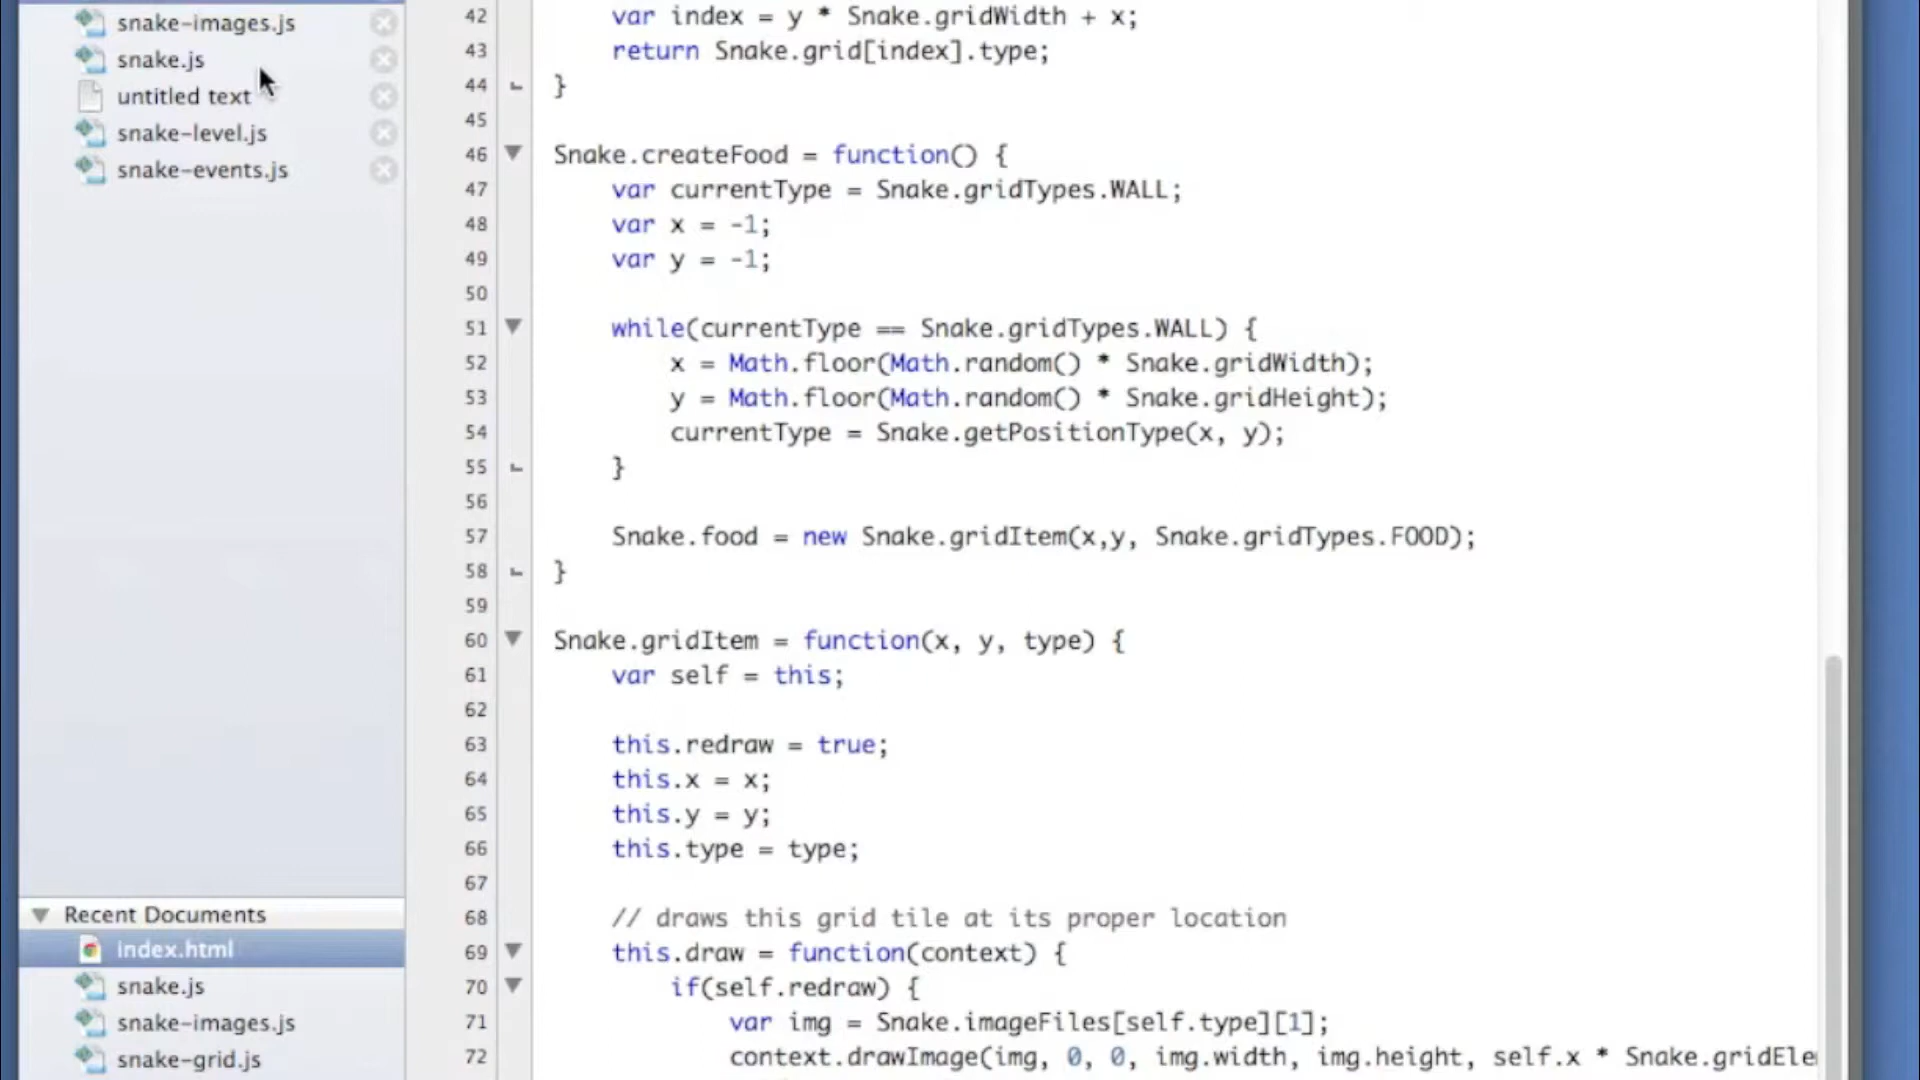 snake-images.js
snake.js
untitled text
snake-level.js
snake-events.js
Recent Documents
index.html
snake.js
snake-images.js
snake-grid.js
42 var index = y * Snake.gridWidth + x;
43 return Snake.grid[index].type;
44 }
45
46 Snake.createFood = function() {
47 var currentType = Snake.gridTypes.WALL;
48 var x = -1;
49 var y = -1;
50
51 while(currentType == Snake.gridTypes.WALL) {
52 x = Math.floor(Math.random() * Snake.gridWidth);
53 y = Math.floor(Math.random() * Snake.gridHeight);
54 currentType = Snake.getPositionType(x, y);
55 }
56
57 Snake.food = new Snake.gridItem(x,y, Snake.gridTypes.FOOD);
58 }
59
60 Snake.gridItem = function(x, y, type) {
61 var self = this;
62
63 this.redraw = true;
64 this.x = x;
65 this.y = y;
66 this.type = type;
67
68 // draws this grid tile at its proper location
69 this.draw = function(context) {
70 if(self.redraw) {
71 var img = Snake.imageFiles[self.type][1];
72 context.drawImage(img, 0, 0, img.width, img.height, self.x * Snake.gridEle